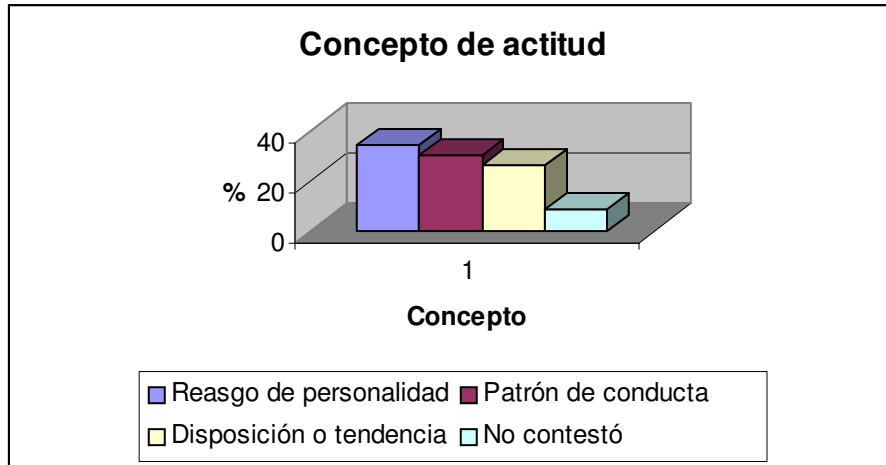 Concepto de actitud
40
% 20
0
1
Concepto
Reasgo de personalidad Patrón de conducta
Disposición o tendencia No contestó